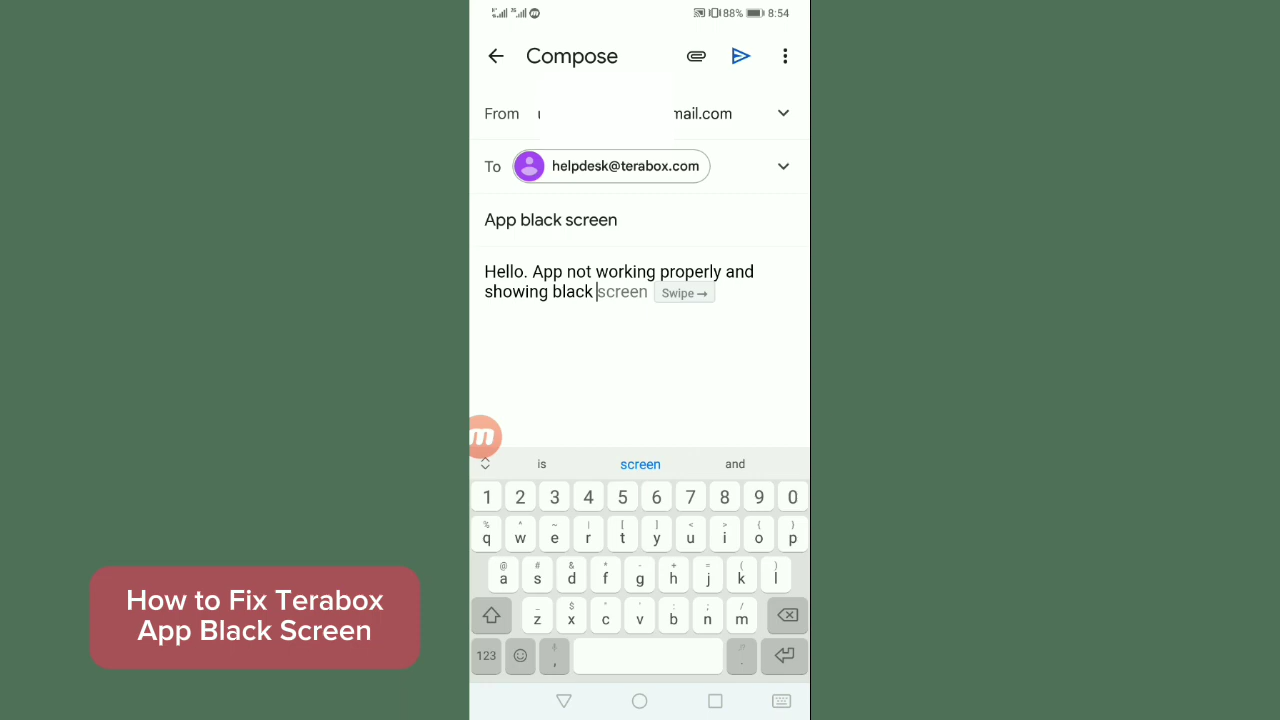 88% 8:54
Compose
From mail.com
To helpdesk@terabox.com
App black screen
Hello. App not working properly and
showing black screen Swipe →
is screen and
1 2 3 4 5 6 7 8 9 0
% ^ ~ | [ ] < > { }
q w e r t y u i o p
@ # & * - + = ( )
a s d f g h j k l
_ $ " ' : ; /
z x c v b n m
123 , .
How to Fix Terabox
App Black Screen